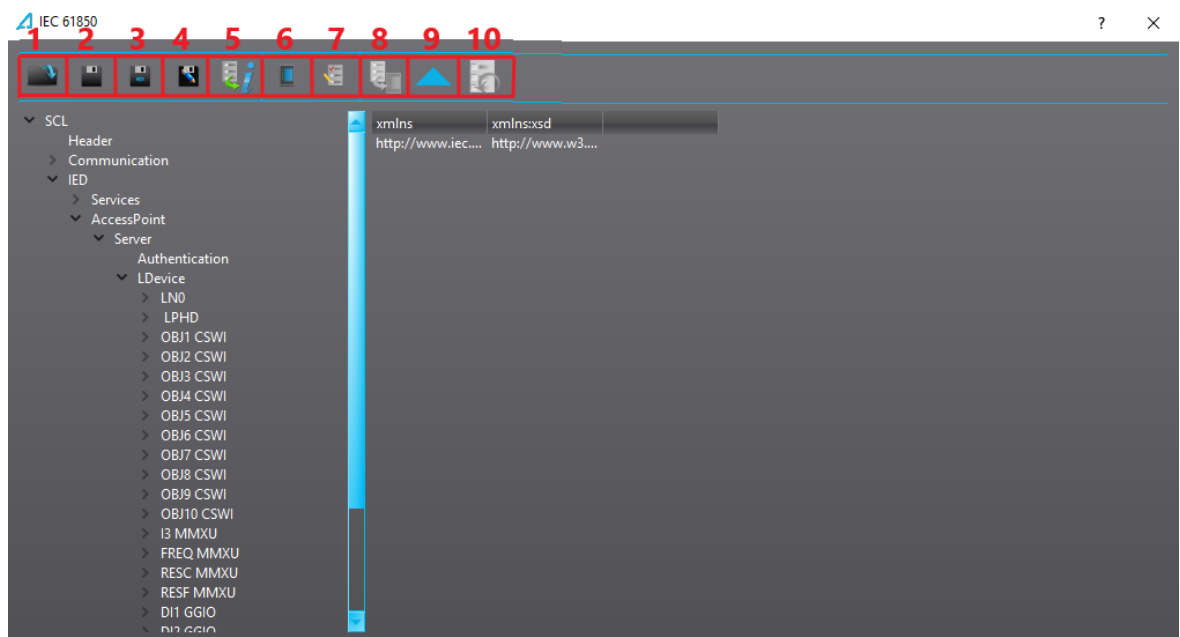 IEC 61850
?
1 2 3 4 5 6 7 8 9 10
SCL
Header
Communication
IED
Services
AccessPoint
Server
Authentication
LDevice
LN0
LPHD
OBJ1 CSWI
OBJ2 CSWI
OBJ3 CSWI
OBJ4 CSWI
OBJ5 CSWI
OBJ6 CSWI
OBJ7 CSWI
OBJ8 CSWI
OBJ9 CSWI
OBJ10 CSWI
I3 MMXU
FREQ MMXU
RESC MMXU
RESF MMXU
DI1 GGIO
DI2 GGIO
xmlns xmlns:xsd
http://www.iec.... http://www.w3....